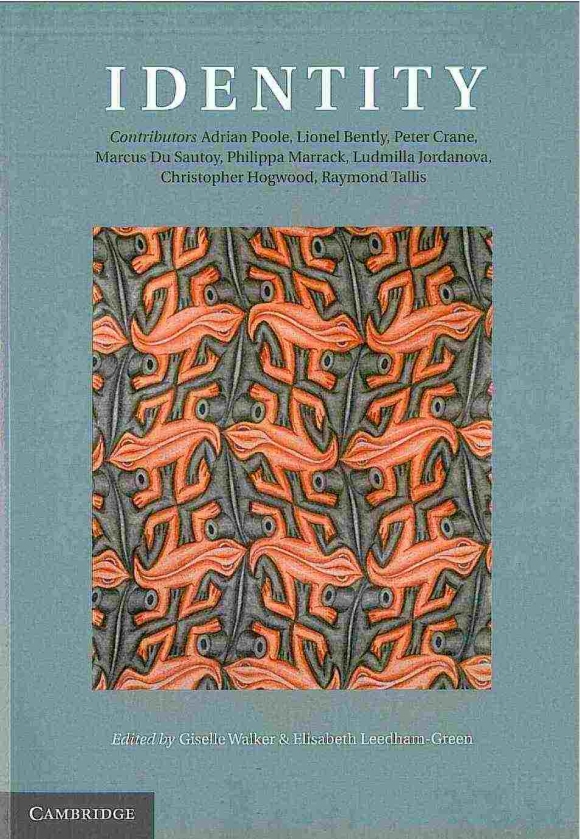 IDENTITY
Contributors Adrian Poole, Lionel Bently, Peter Crane,
Marcus Du Sautoy, Philippa Marrack, Ludmilla Jordanova,
Christopher Hogwood, Raymond Tallis
Edited by Giselle Walker & Elisabeth Leedham-Green
CAMBRIDGE